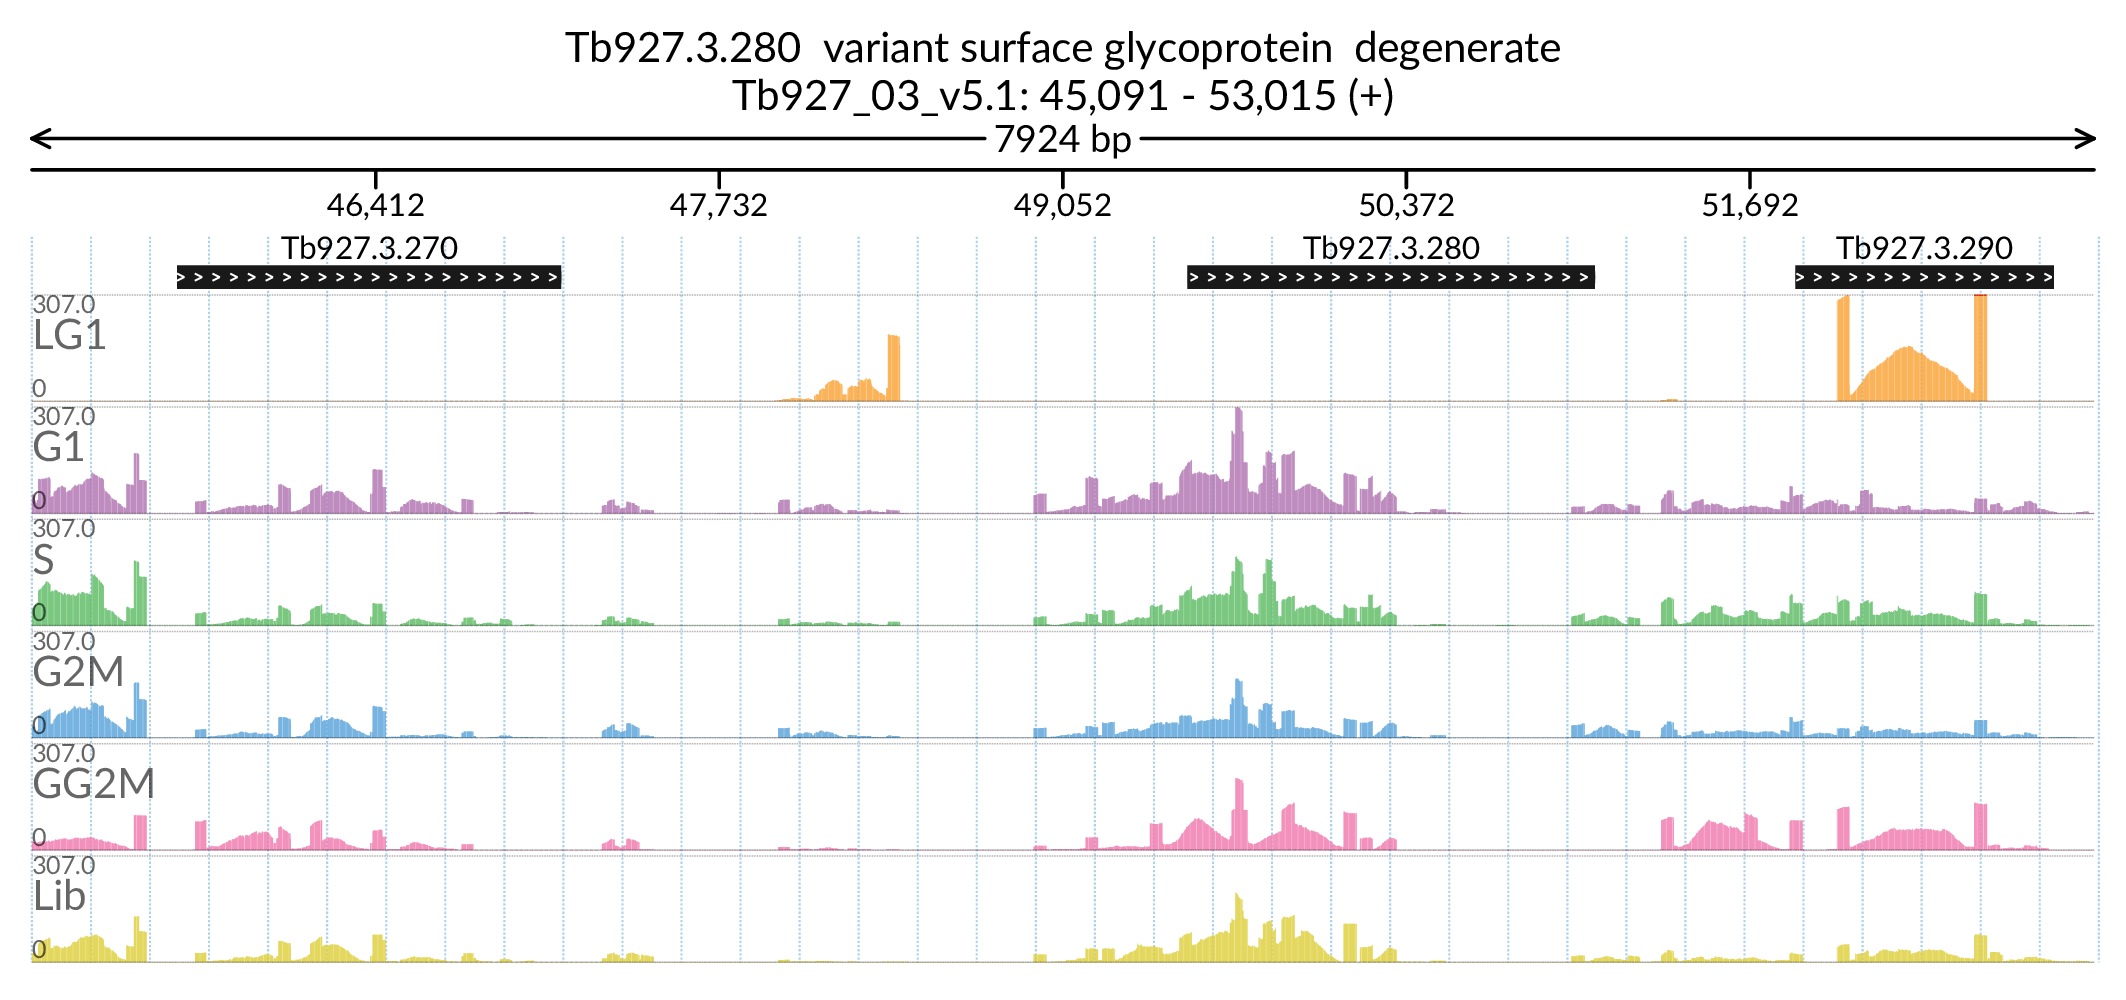 Tb927.3.280  variant surface glycoprotein  degenerate
Tb927_03_v5.1: 45,091 - 53,015 (+)
7924 bp
46,412 47,732 49,052 50,372 51,692
Tb927.3.270 Tb927.3.280 Tb927.3.290
307.0
LG1
0
307.0
G1
0
307.0
S
0
307.0
G2M
0
307.0
GG2M
0
307.0
Lib
0